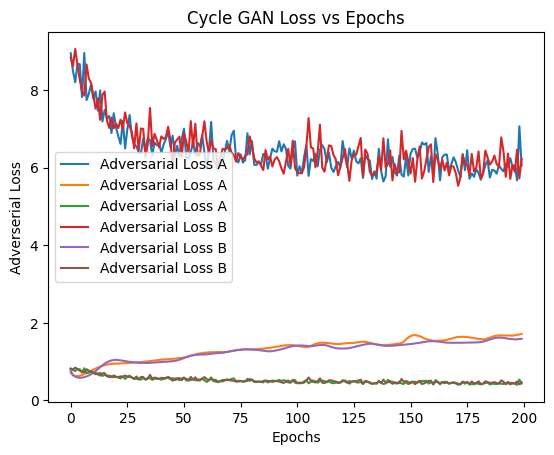 Cycle GAN Loss vs Epochs
Adverserial Loss
8
6
4
2
0
Adversarial Loss A
Adversarial Loss A
Adversarial Loss A
Adversarial Loss B
Adversarial Loss B
Adversarial Loss B
0 25 50 75 100 125 150 175 200
Epochs